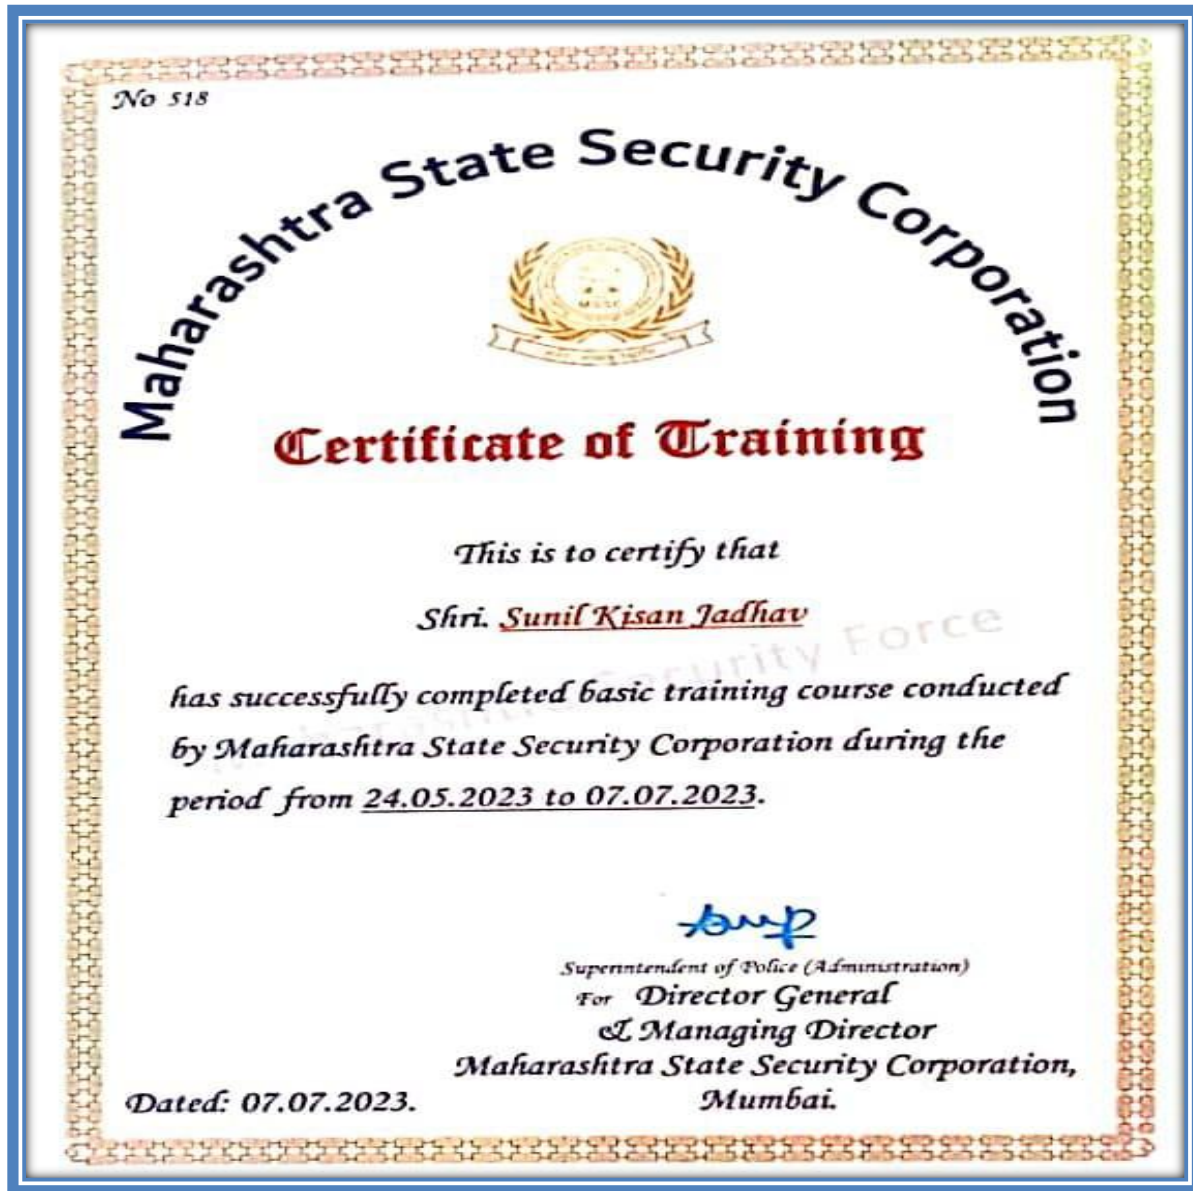 No 518
Maharashtra State Security Corporation
Certificate of Training
This is to certify that
Shri. Sunil Kisan Jadhav
has successfully completed basic training course conducted
by Maharashtra State Security Corporation during the
period from 24.05.2023 to 07.07.2023.
Security Force
Superintendent of Police (Administration)
For Director General
& Managing Director
Maharashtra State Security Corporation,
Mumbai.
Dated: 07.07.2023.